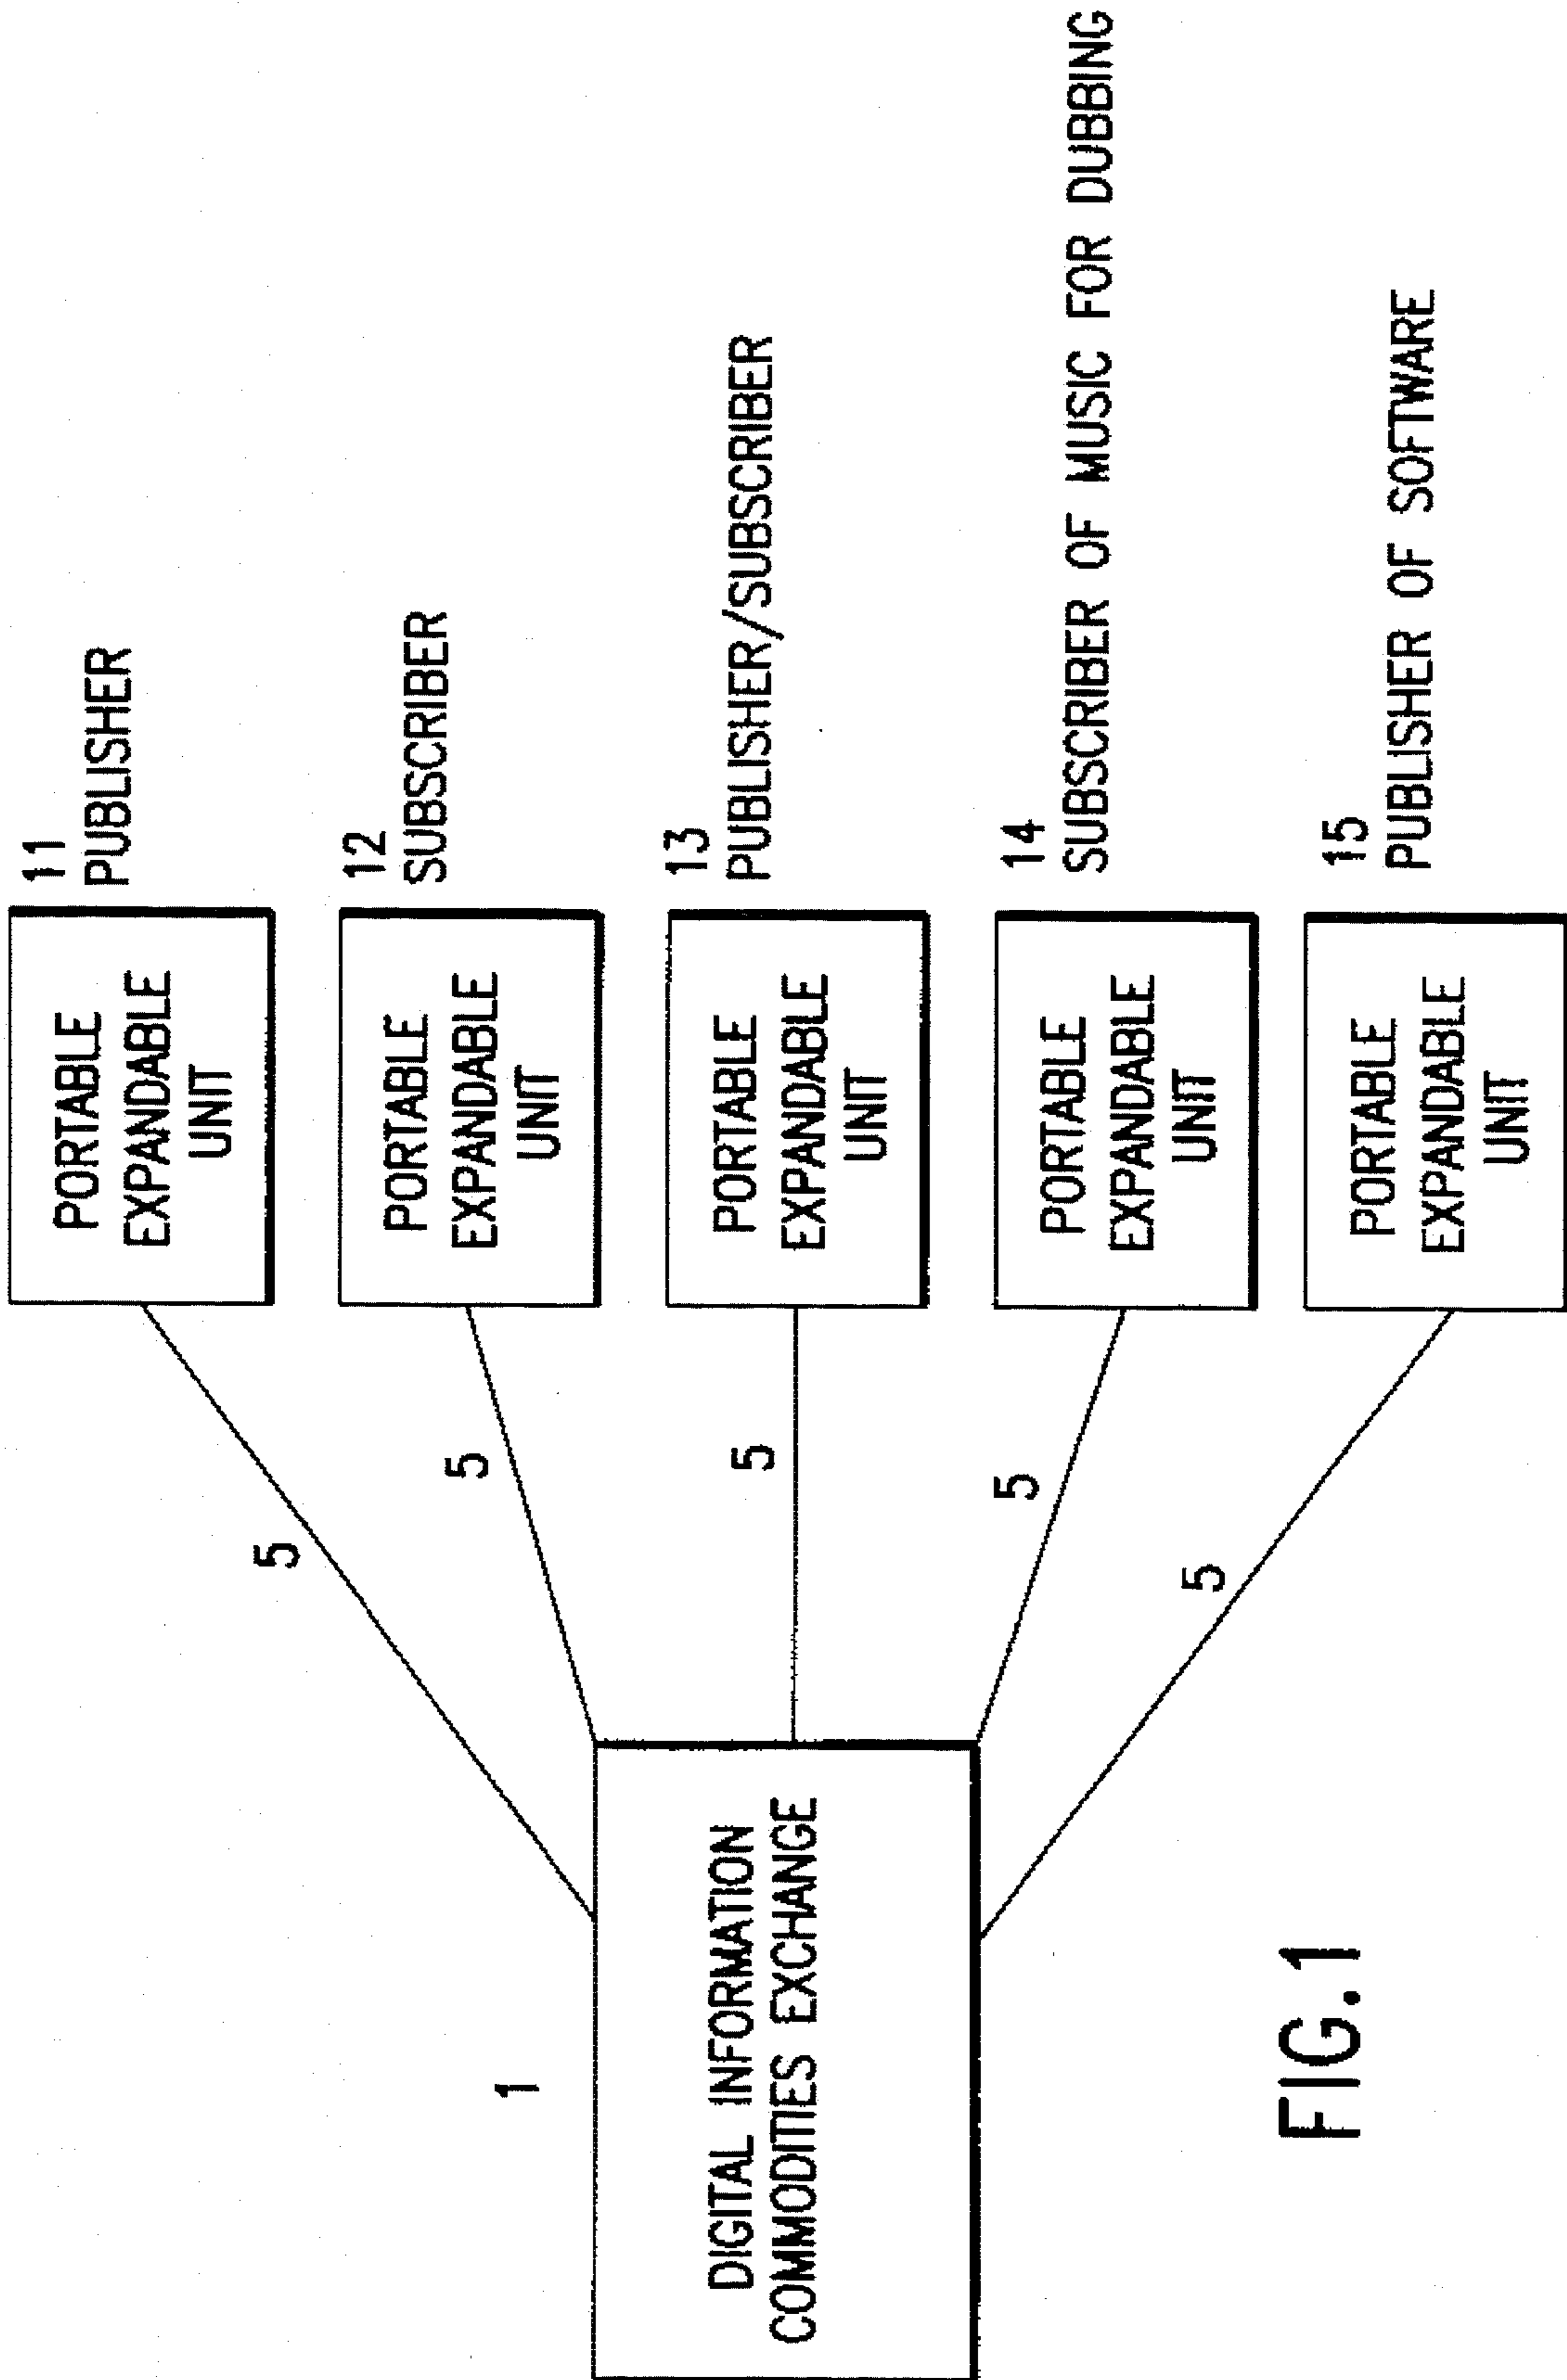 11
PUBLISHER
PORTABLE
EXPANDABLE
UNIT
5
12
SUBSCRIBER
PORTABLE
EXPANDABLE
UNIT
5
13
PUBLISHER/SUBSCRIBER
PORTABLE
EXPANDABLE
UNIT
5
14
SUBSCRIBER OF MUSIC FOR DUBBING
PORTABLE
EXPANDABLE
UNIT
5
15
PUBLISHER OF SOFTWARE
PORTABLE
EXPANDABLE
UNIT
5
1
DIGITAL INFORMATION
COMMODITIES EXCHANGE
FIG.1